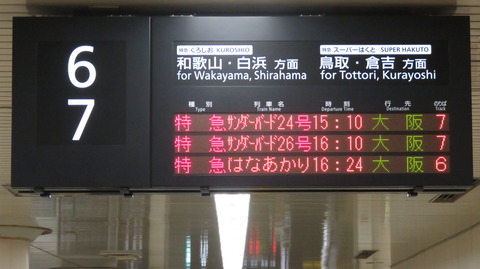 6
7
特急 くろしお KUROSHIO
和歌山・白浜 方面
for Wakayama, Shirahama
特急 スーパーはくと SUPER HAKUTO
鳥取・倉吉 方面
for Tottori, Kurayoshi
種別 列車名 時刻 行先 のりば
Train Name Departure Time Destination Track
特急 サンダーバード24号 15:10 大阪 7
特急 サンダーバード26号 16:10 大阪 7
特急 はなあかり 16:24 大阪 6